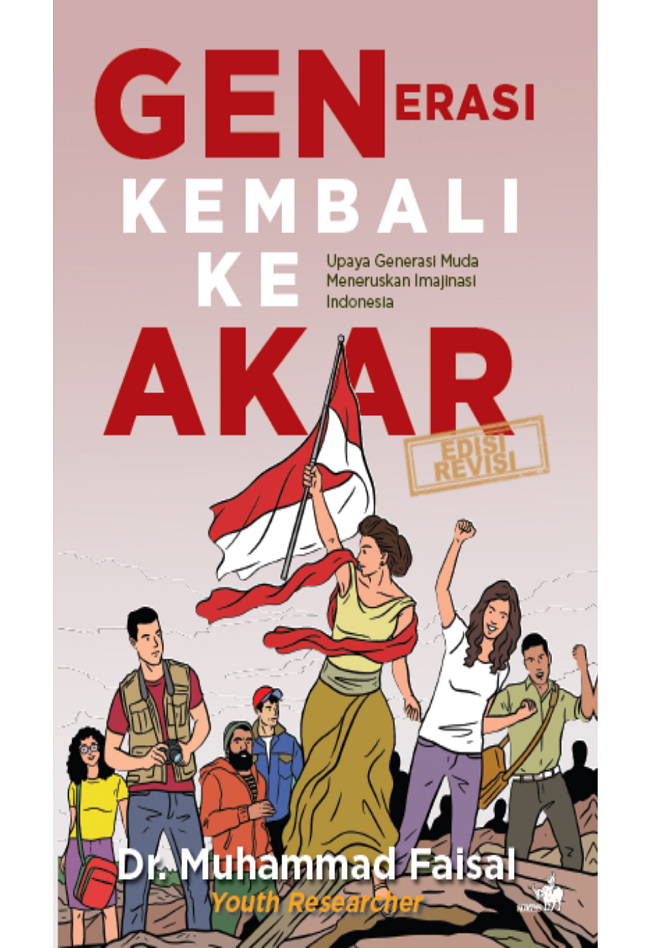 GENERASI
KEMBALI
KE
Upaya Generasi Muda
Meneruskan Imajinasi
Indonesia
AKAR
EDISI
REVISI
Dr. Muhammad Faisal
Youth Researcher